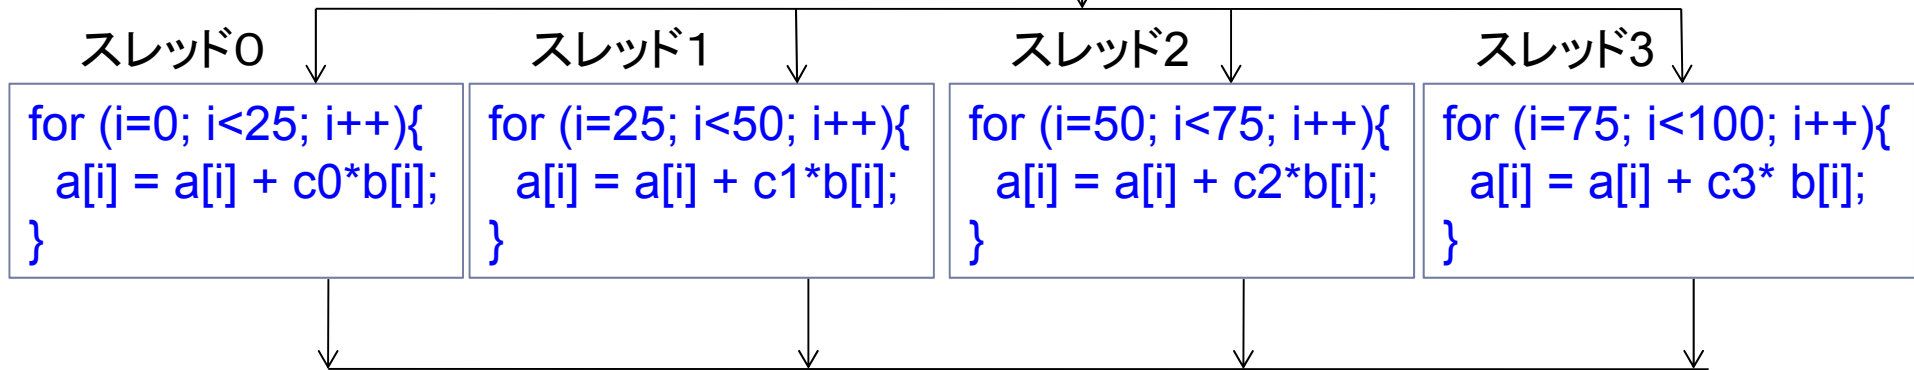 スレッド0
for (i=0; i<25; i++){
a[i] = a[i] + c0*b[i];
}
スレッド1
for (i=25; i<50; i++){
a[i] = a[i] + c1*b[i];
}
スレッド2
for (i=50; i<75; i++){
a[i] = a[i] + c2*b[i];
}
スレッド3
for (i=75; i<100; i++){
a[i] = a[i] + c3* b[i];
}